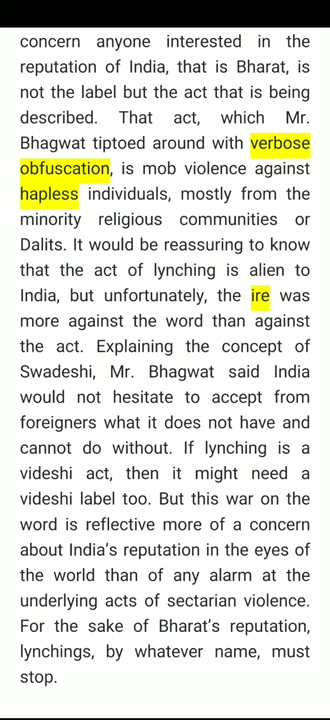 concern anyone interested in the
reputation of India, that is Bharat, is
not the label but the act that is being
described. That act, which Mr.
Bhagwat tiptoed around with verbose
obfuscation, is mob violence against
hapless individuals, mostly from the
minority religious communities or
Dalits. It would be reassuring to know
that the act of lynching is alien to
India, but unfortunately, the ire was
more against the word than against
the act. Explaining the concept of
Swadeshi, Mr. Bhagwat said India
would not hesitate to accept from
foreigners what it does not have and
cannot do without. If lynching is a
videshi act, then it might need a
videshi label too. But this war on the
word is reflective more of a concern
about India’s reputation in the eyes of
the world than of any alarm at the
underlying acts of sectarian violence.
For the sake of Bharat’s reputation,
lynchings, by whatever name, must
stop.